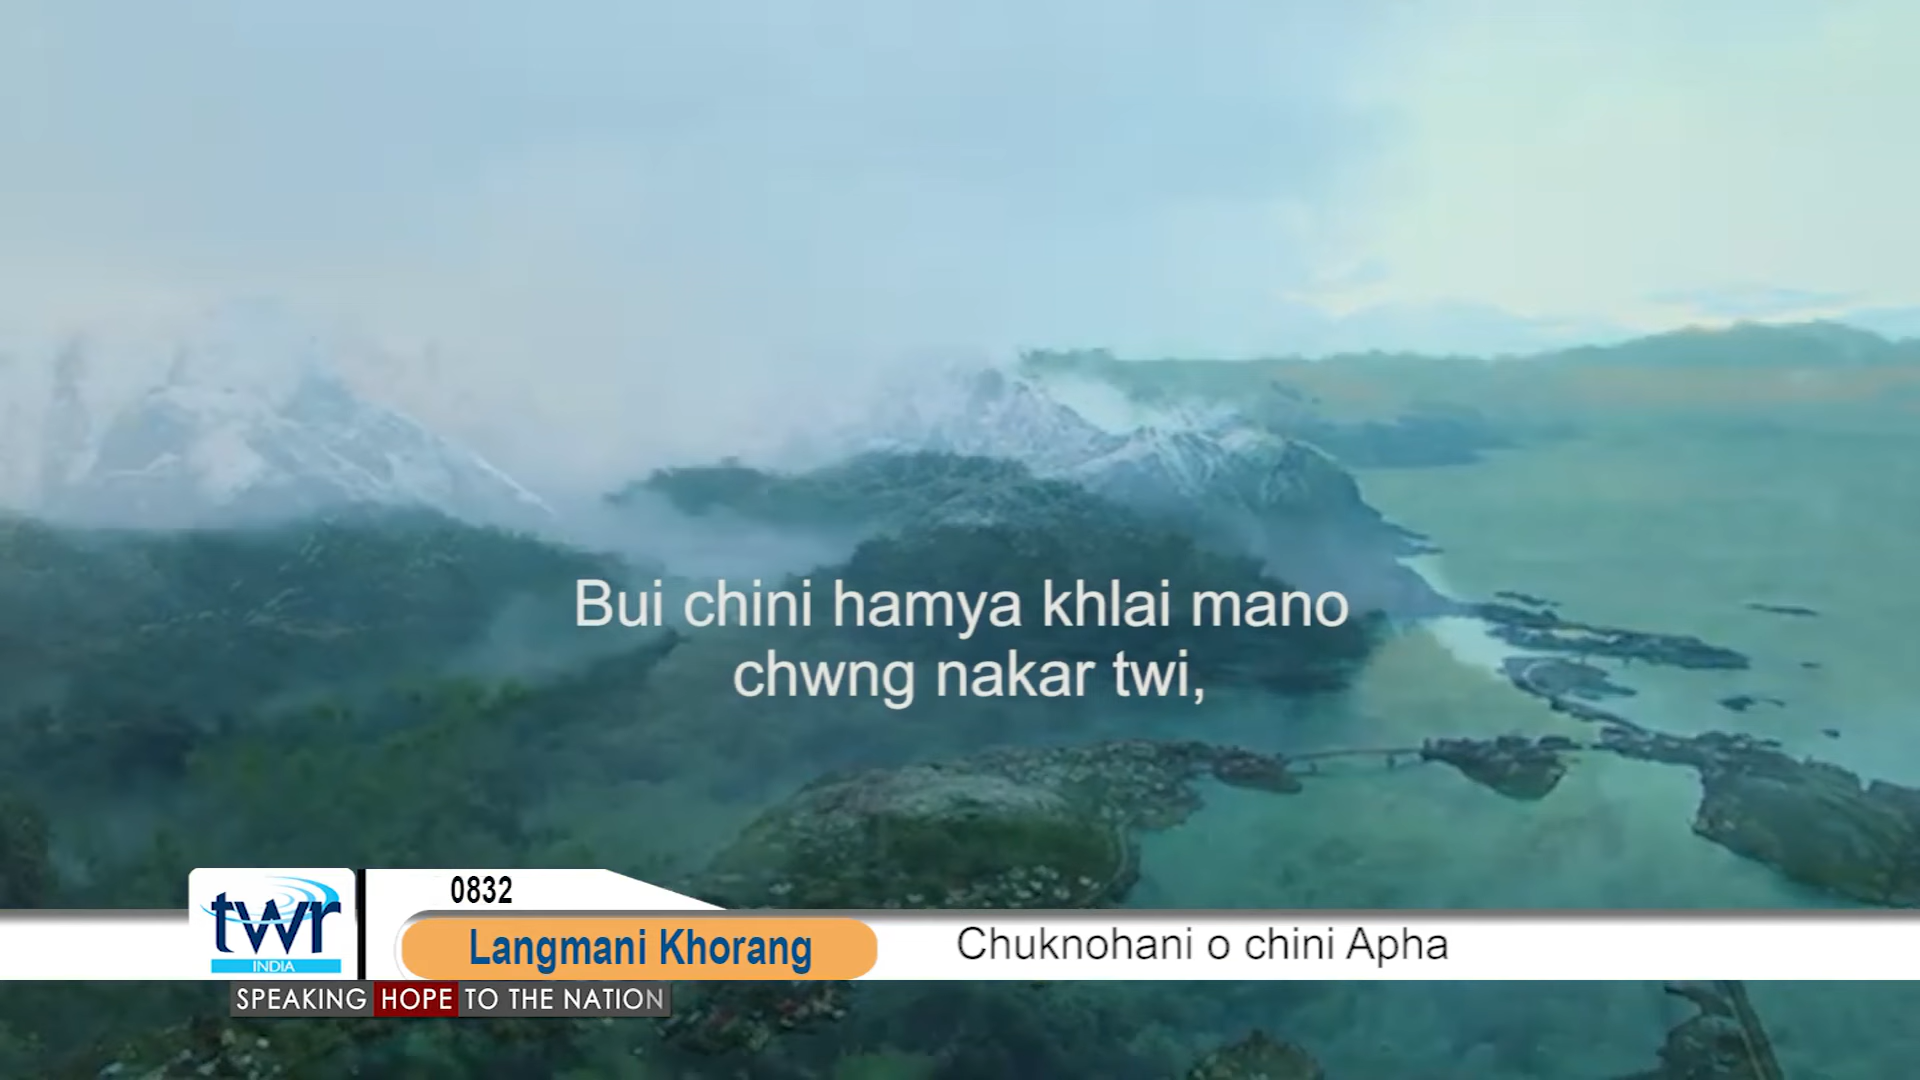 Bui chini hamya khlai mano
chwng nakar twi,
0832
twr
INDIA
Langmani Khorang
Chuknohani o chini Apha
SPEAKING HOPE TO THE NATION